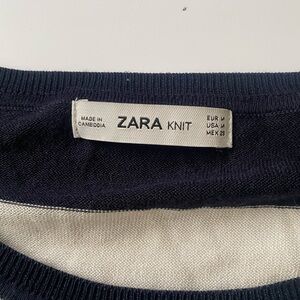 MADE IN
CAMBODIA
ZARA KNIT
EUR M
USA M
MEX 28